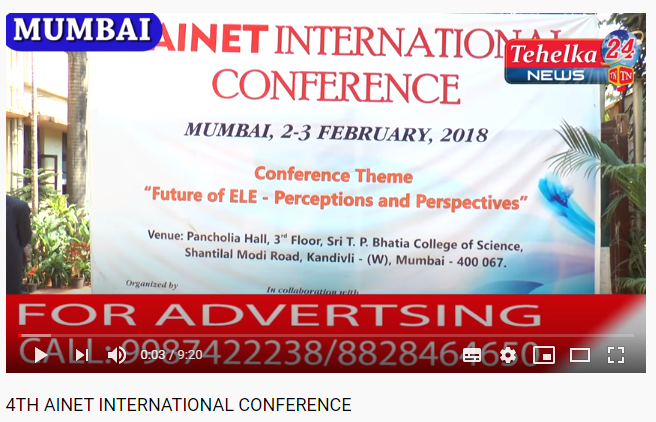 MUMBAI
AINET INTERNATIONAL
CONFERENCE
Tehelka 24
NEWS
TN TN
MUMBAI, 2-3 FEBRUARY, 2018
Conference Theme
“Future of ELE - Perceptions and Perspectives”
Venue: Pancholia Hall, 3rd Floor, Sri T. P. Bhatia College of Science,
Shantilal Modi Road, Kandivli - (W), Mumbai - 400 067.
Organized by
In collaboration with
FOR ADVERTSING
CALL:9987422238/8828464650
0:03 / 9:20
4TH AINET INTERNATIONAL CONFERENCE